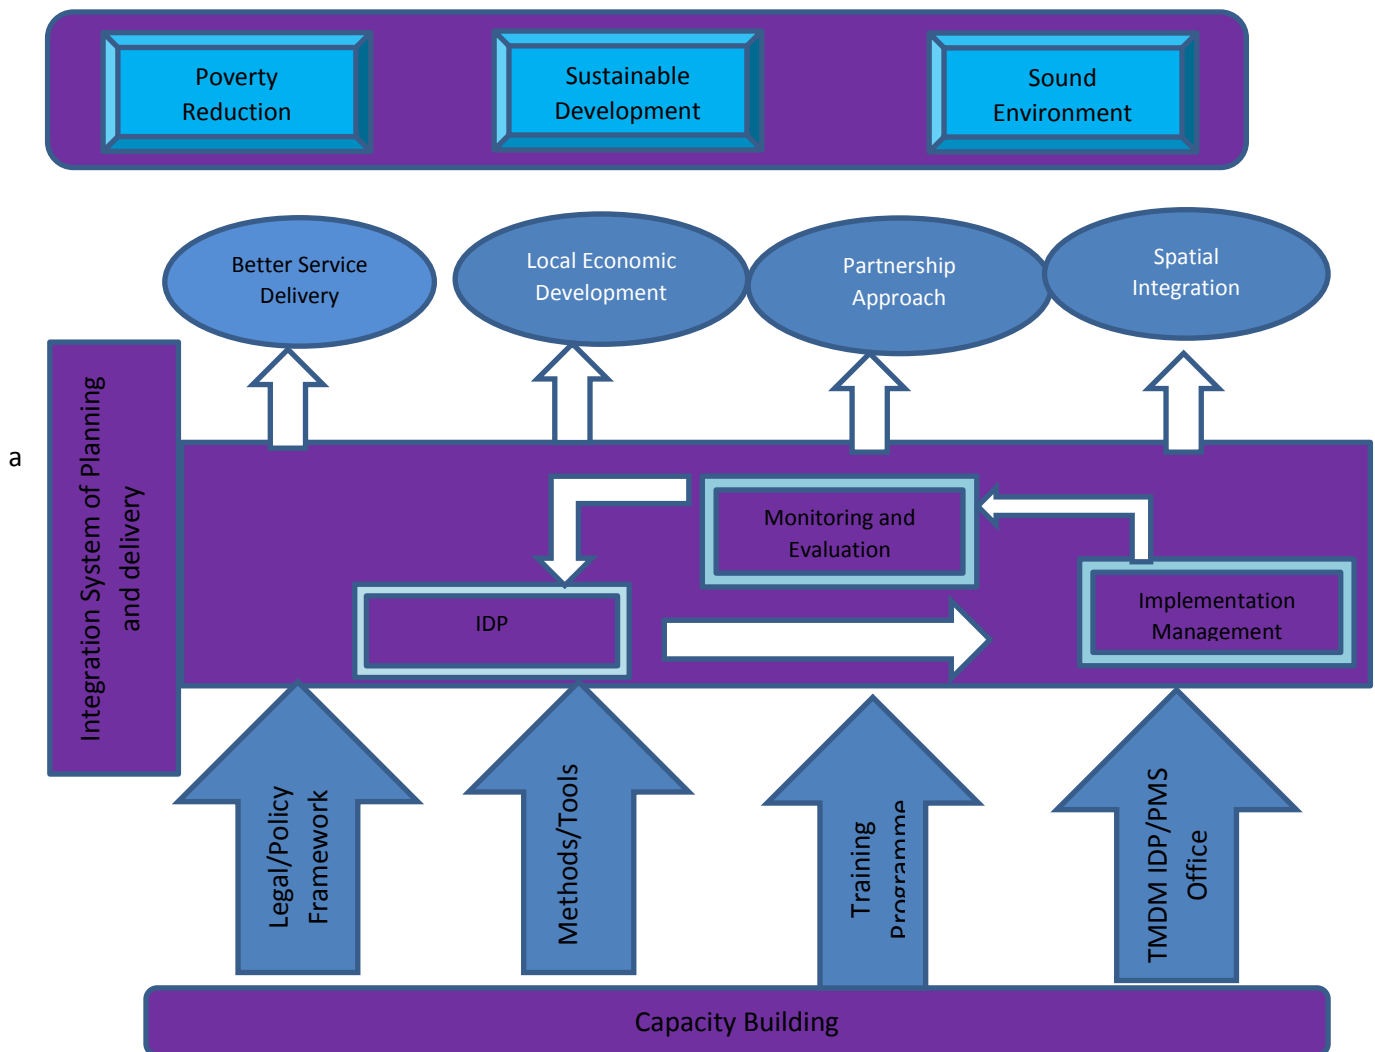 Poverty
Reduction
Sustainable
Development
Sound
Environment
Better Service
Delivery
Local Economic
Development
Partnership
Approach
Spatial
Integration
a
Integration System of Planning
and delivery
Monitoring and
Evaluation
IDP
Implementation
Management
Legal/Policy
Framework
Methods/Tools
Training
Programme
TMDM IDP/PMS
Office
Capacity Building